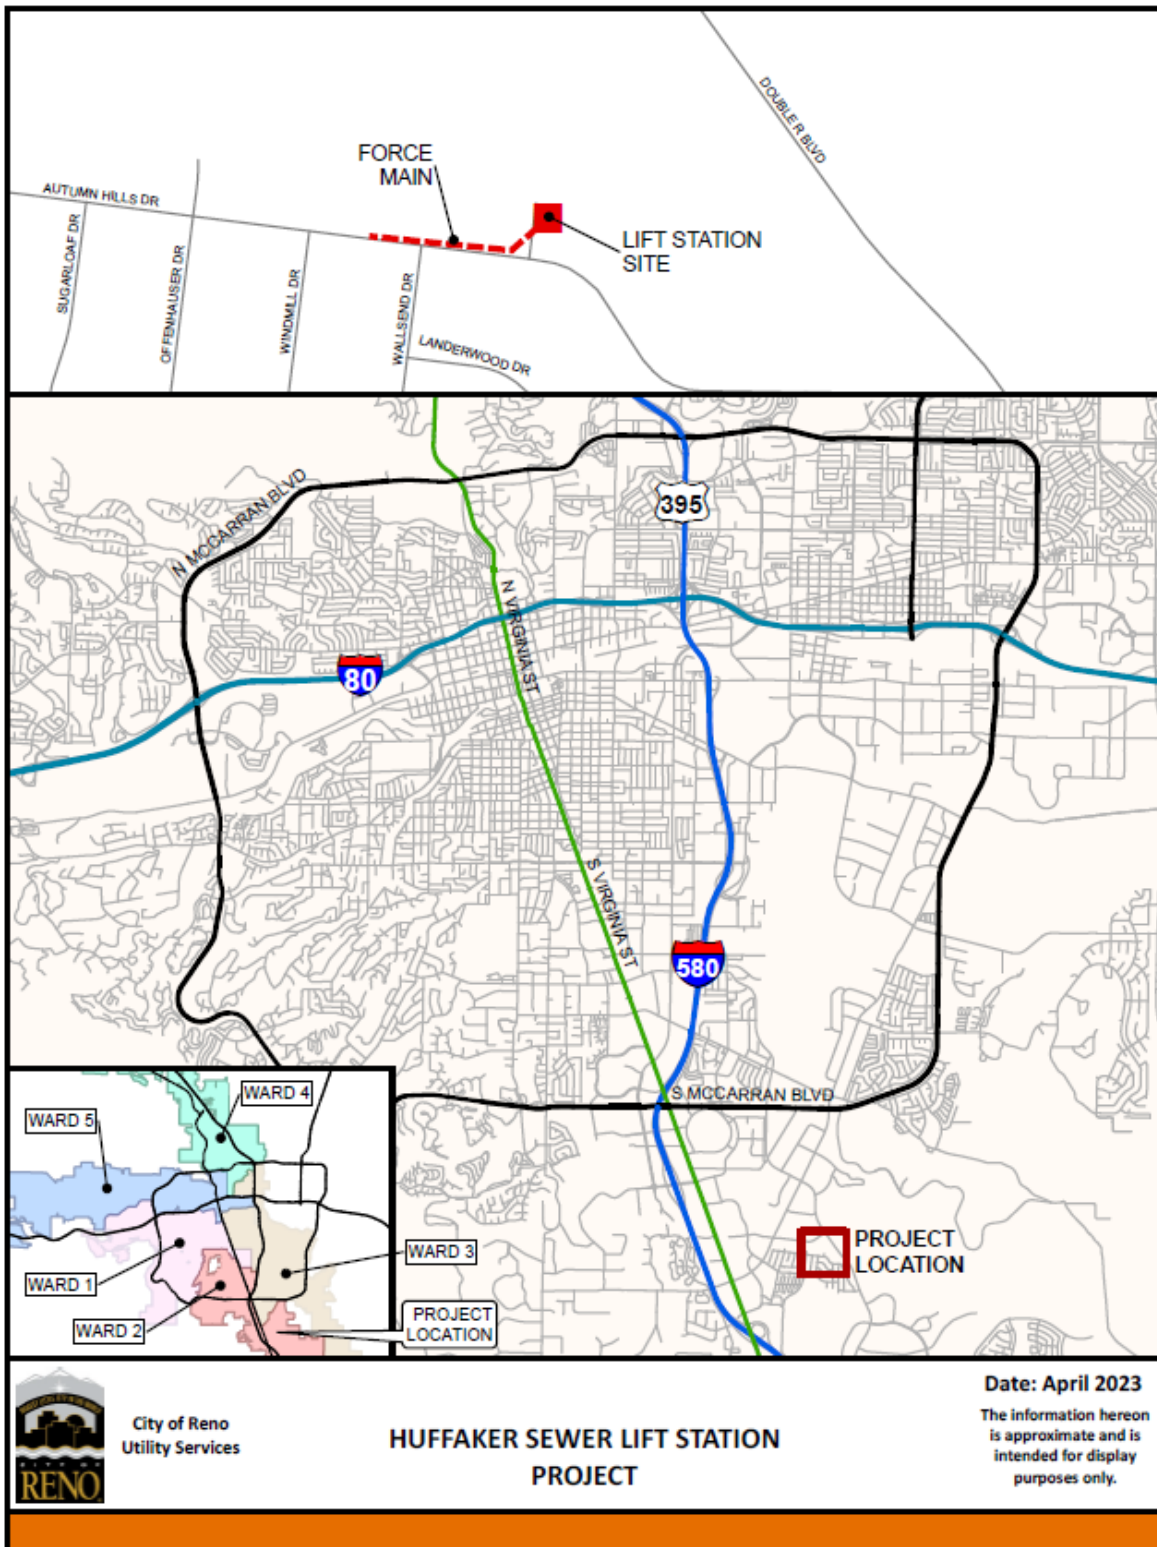 DOUBLE R BLVD
FORCE
MAIN
AUTUMN HILLS DR
LIFT STATION
SITE
SUGARLOAF DR
OFFENHAUSER DR
WINDMILL DR
WALLSEND DR
LANDERWOOD DR
N MCCARRAN BLVD
395
N VIRGINIA ST
80
S VIRGINIA ST
580
S MCCARRAN BLVD
PROJECT
LOCATION
WARD 4
WARD 5
WARD 3
WARD 1
WARD 2
PROJECT
LOCATION
RENO
City of Reno
Utility Services
HUFFAKER SEWER LIFT STATION
PROJECT
Date: April 2023
The information hereon
is approximate and is
intended for display
purposes only.